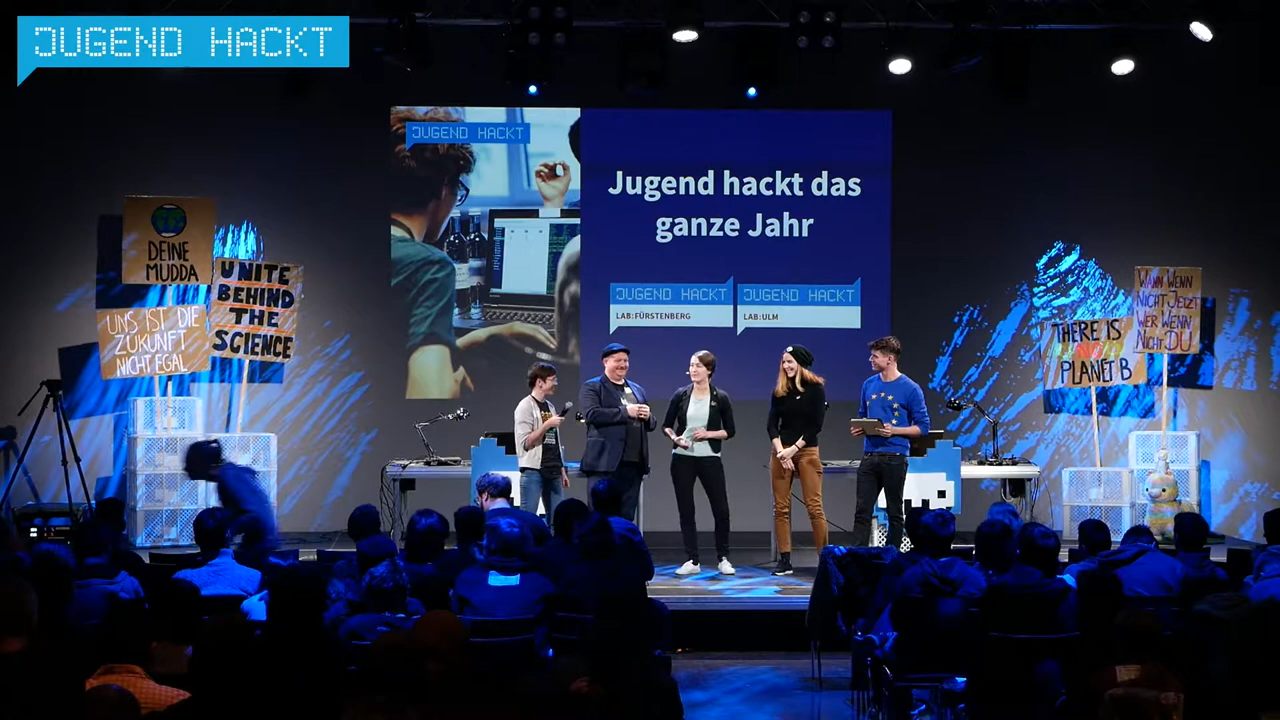 JUGEND HACKT
JUGEND HACKT
Jugend hackt das
ganze Jahr
JUGEND HACKT
LAB:FÜRSTENBERG
JUGEND HACKT
LAB:ULM
DEINE
MUDDA
UNS IST DIE
ZUKUNFT
NICHT EGAL
UNITE
BEHIND
THE
SCIENCE
THERE IS
NO
PLANET B
WANN WENN
NICHT JETZT
WER WENN
NICHT DU